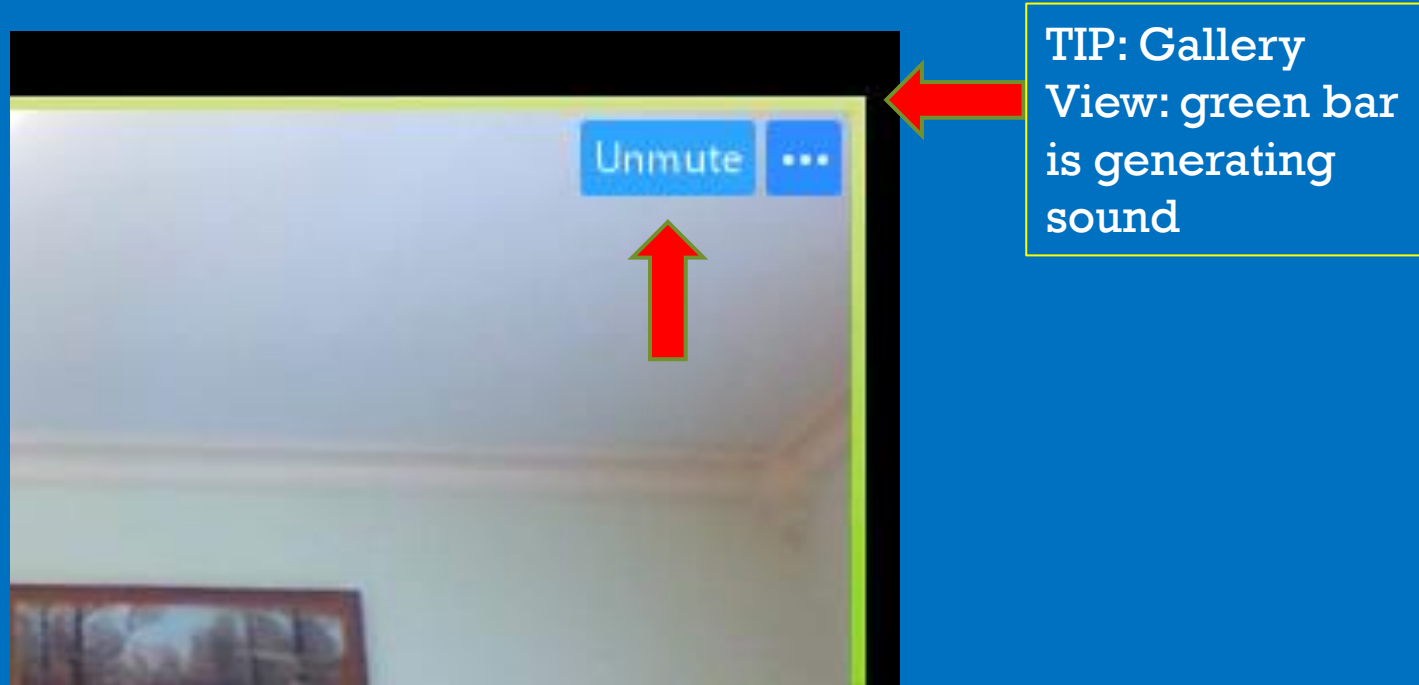 TIP: Gallery
View: green bar
is generating
sound
Unmute